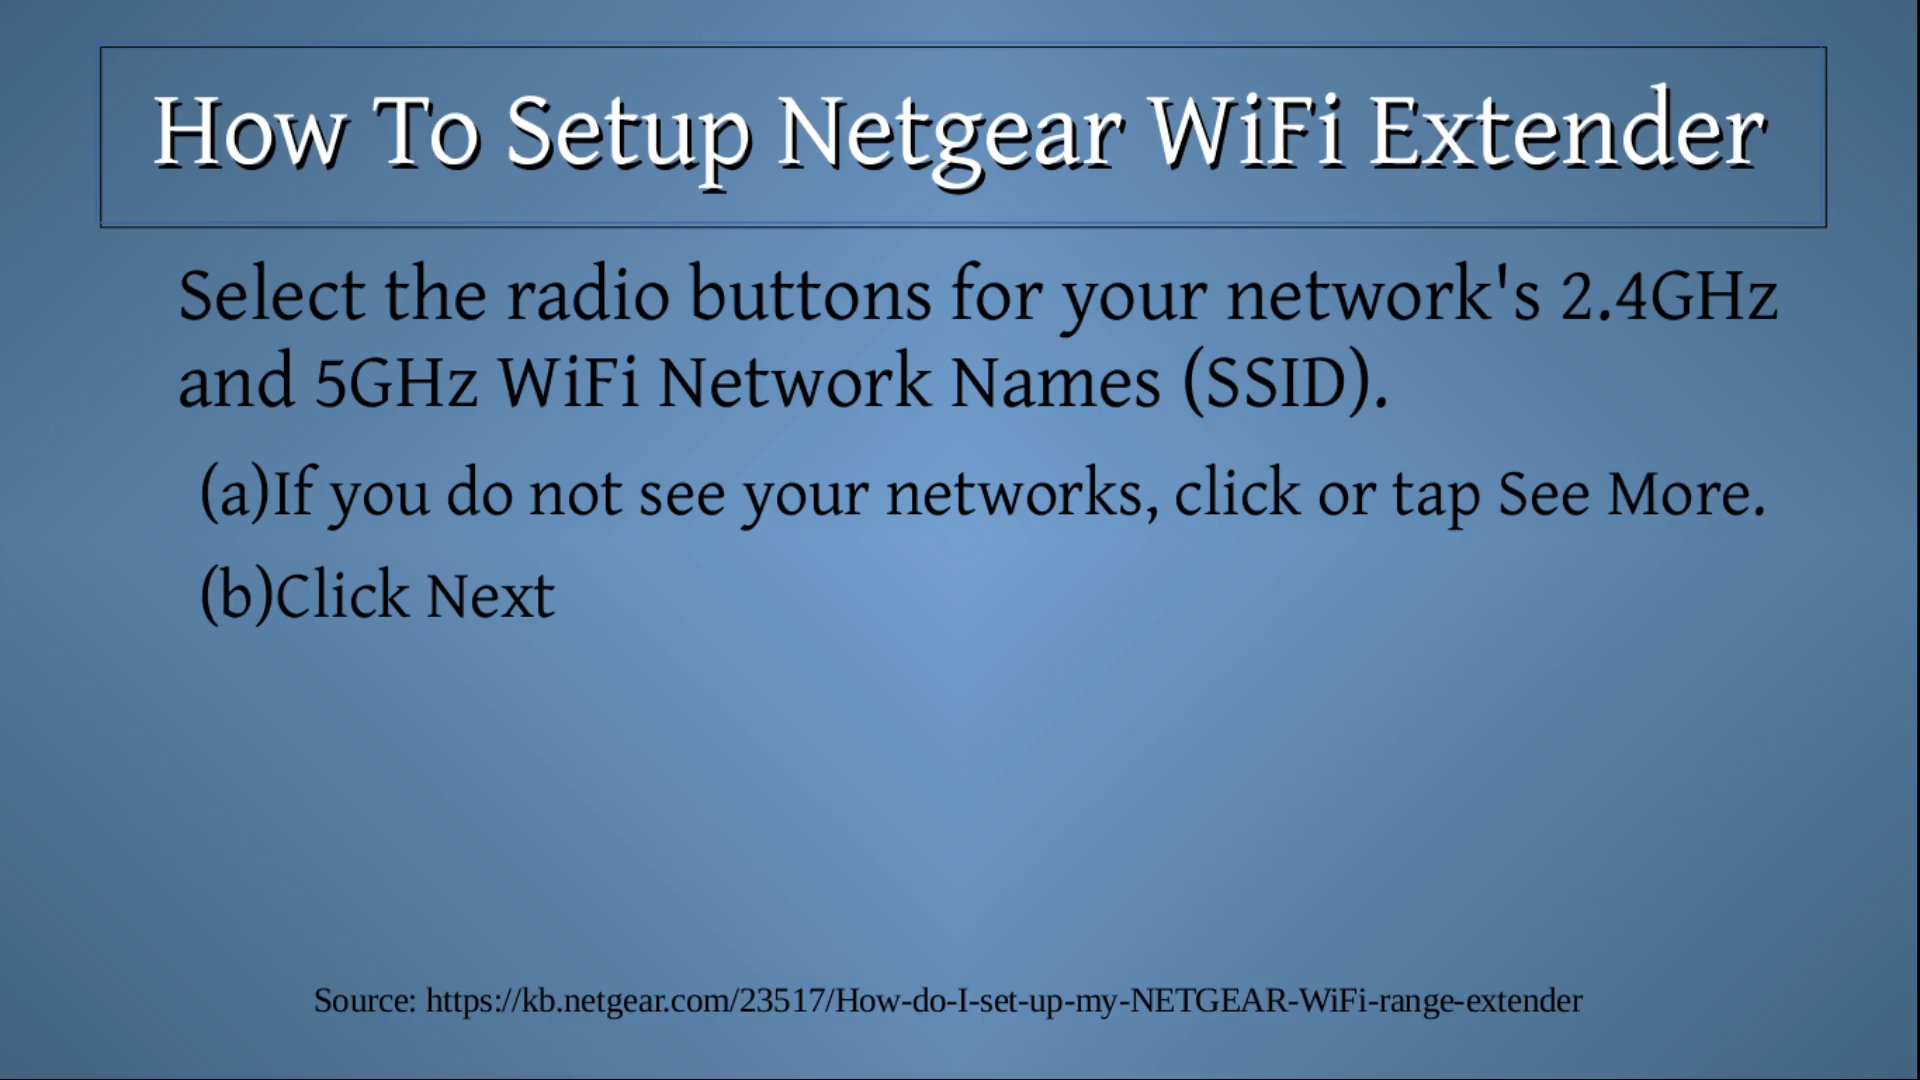 How To Setup Netgear WiFi Extender
Select the radio buttons for your network's 2.4GHz
and 5GHz WiFi Network Names (SSID).
(a)If you do not see your networks, click or tap See More.
(b)Click Next
Source: https://kb.netgear.com/23517/How-do-I-set-up-my-NETGEAR-WiFi-range-extender